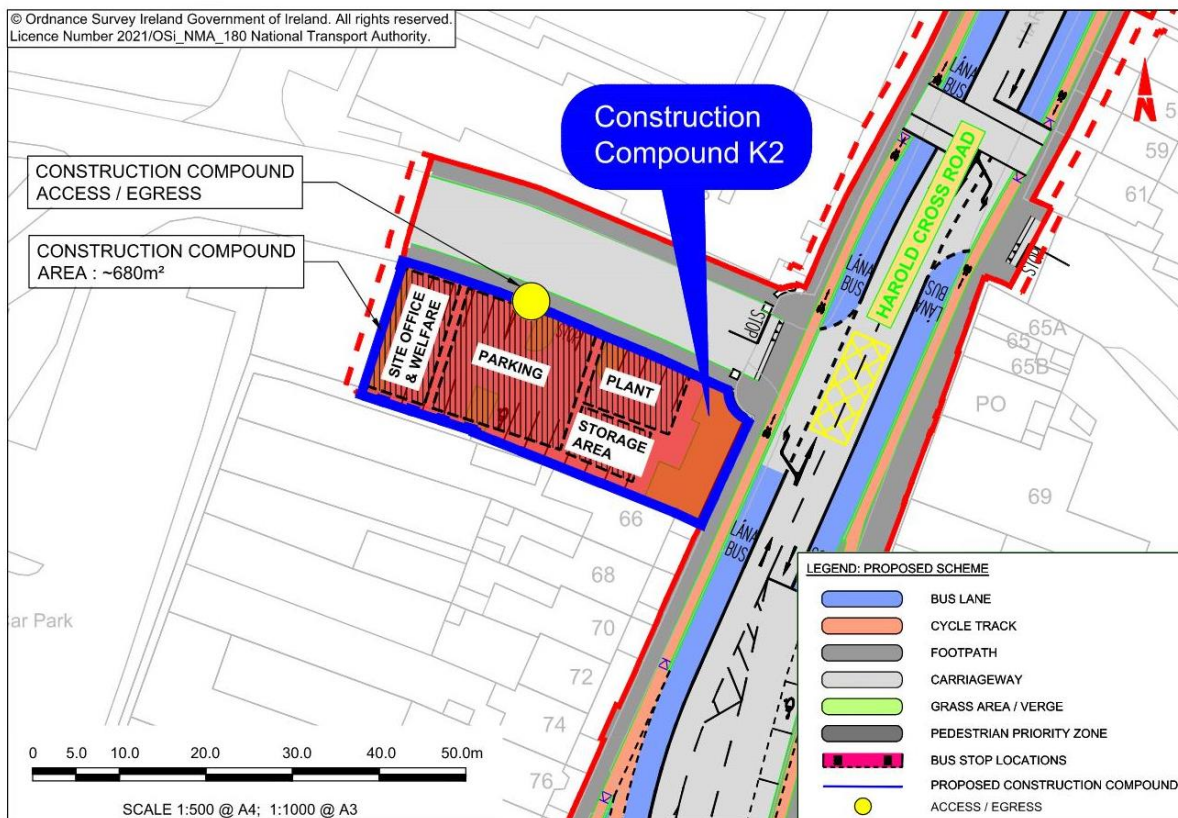 © Ordnance Survey Ireland Government of Ireland. All rights reserved.
Licence Number 2021/OSi_NMA_180 National Transport Authority.
Construction
Compound K2
CONSTRUCTION COMPOUND
ACCESS / EGRESS
CONSTRUCTION COMPOUND
AREA : ~680m²
SITE OFFICE
& WELFARE
PARKING
PLANT
STORAGE
AREA
HAROLD CROSS ROAD
LÁNA
BUS
LÁNA
BUS
LÁNA
BUS
LÁNA
BUS
STOP
N
5
59
61
65A
65
65B
PO
69
66
68
70
72
74
76
ar Park
LEGEND: PROPOSED SCHEME
BUS LANE
CYCLE TRACK
FOOTPATH
CARRIAGEWAY
GRASS AREA / VERGE
PEDESTRIAN PRIORITY ZONE
BUS STOP LOCATIONS
PROPOSED CONSTRUCTION COMPOUND
ACCESS / EGRESS
0 5.0 10.0 20.0 30.0 40.0 50.0m
SCALE 1:500 @ A4; 1:1000 @ A3